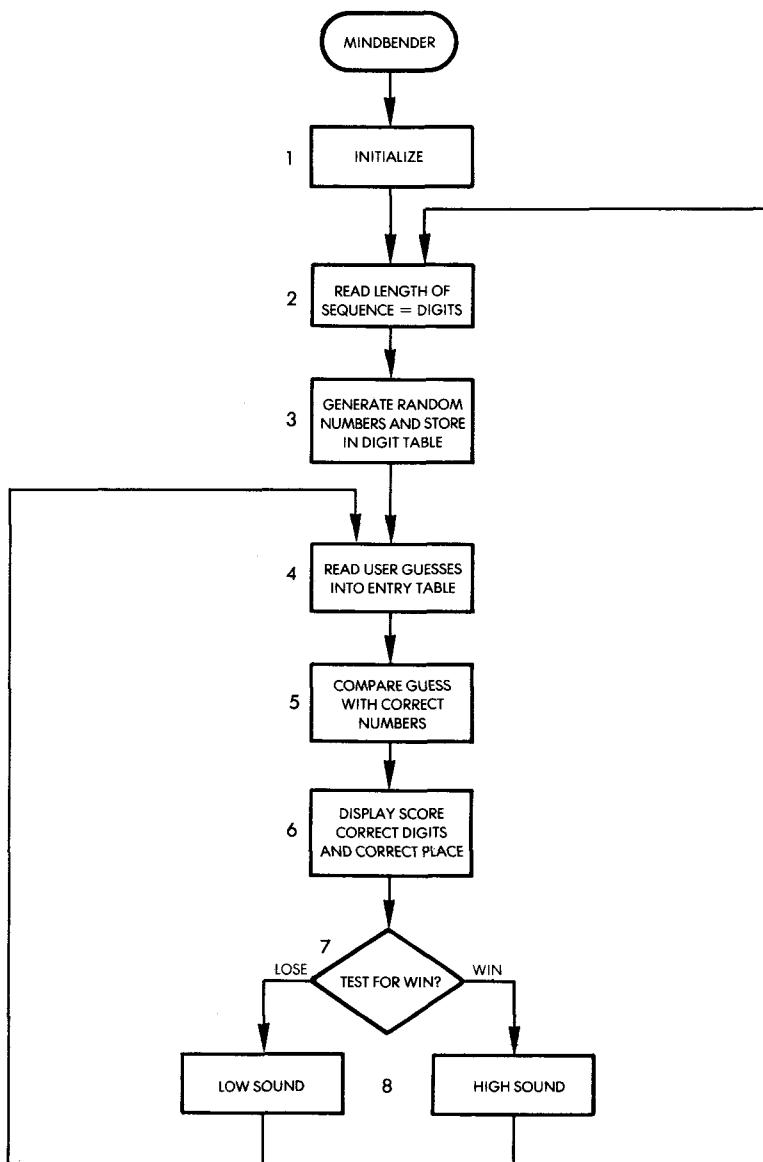 MINDBENDER
1
INITIALIZE
2
READ LENGTH OF
SEQUENCE = DIGITS
3
GENERATE RANDOM
NUMBERS AND STORE
IN DIGIT TABLE
4
READ USER GUESSES
INTO ENTRY TABLE
5
COMPARE GUESS
WITH CORRECT
NUMBERS
6
DISPLAY SCORE
CORRECT DIGITS
AND CORRECT PLACE
7
LOSE
TEST FOR WIN?
WIN
LOW SOUND
8
HIGH SOUND